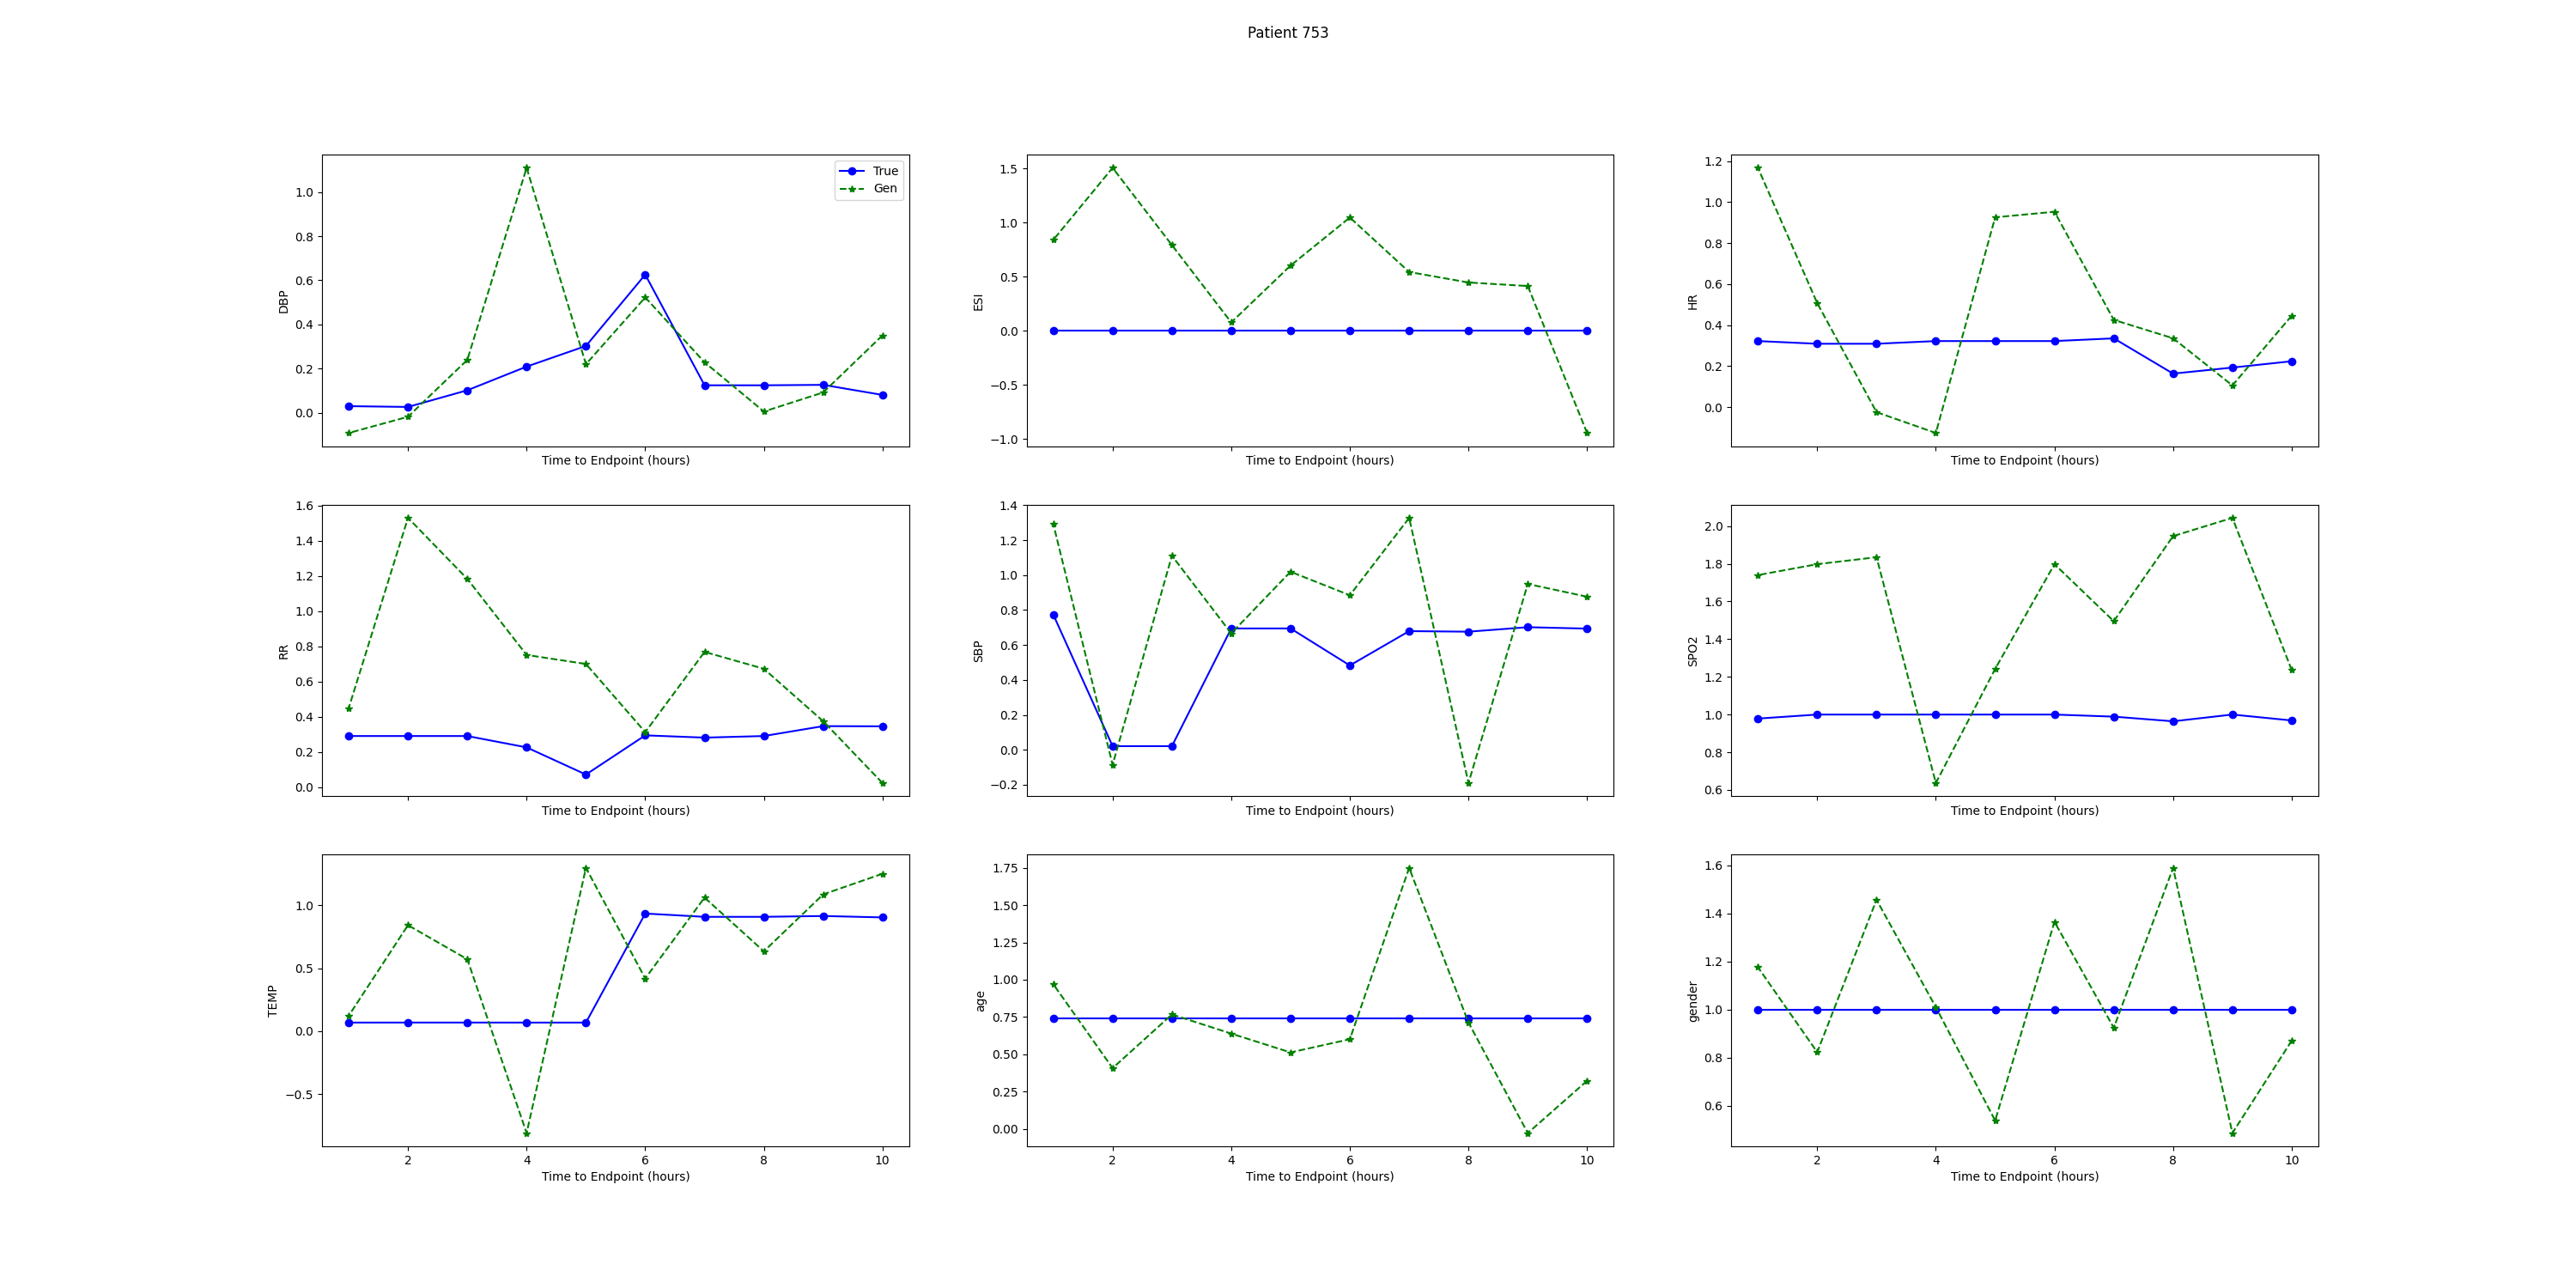 Patient 753
DBP
1.0
0.8
0.6
0.4
0.2
0.0
True
Gen
Time to Endpoint (hours)
ESI
1.5
1.0
0.5
0.0
−0.5
−1.0
Time to Endpoint (hours)
HR
1.2
1.0
0.8
0.6
0.4
0.2
0.0
Time to Endpoint (hours)
RR
1.6
1.4
1.2
1.0
0.8
0.6
0.4
0.2
0.0
Time to Endpoint (hours)
SBP
1.4
1.2
1.0
0.8
0.6
0.4
0.2
0.0
−0.2
Time to Endpoint (hours)
SPO2
2.0
1.8
1.6
1.4
1.2
1.0
0.8
0.6
Time to Endpoint (hours)
TEMP
1.0
0.5
0.0
−0.5
2 4 6 8 10
Time to Endpoint (hours)
age
1.75
1.50
1.25
1.00
0.75
0.50
0.25
0.00
2 4 6 8 10
Time to Endpoint (hours)
gender
1.6
1.4
1.2
1.0
0.8
0.6
2 4 6 8 10
Time to Endpoint (hours)